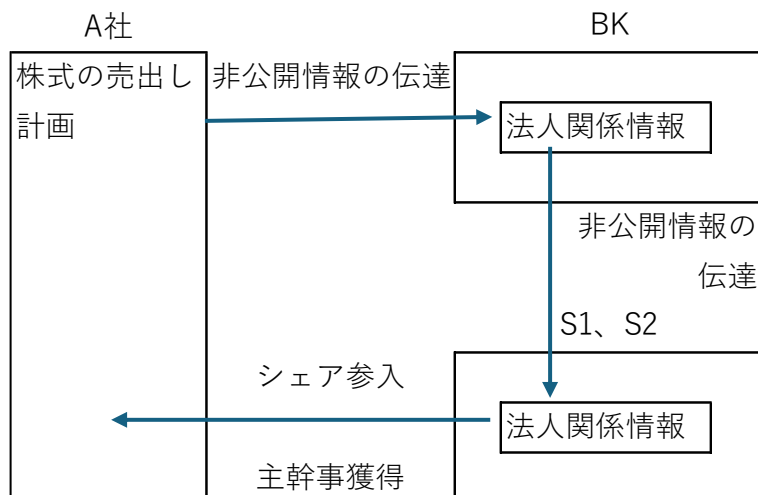 A社
BK
株式の売出し
計画
非公開情報の伝達
法人関係情報
非公開情報の
伝達
S1、S2
シェア参入
法人関係情報
主幹事獲得